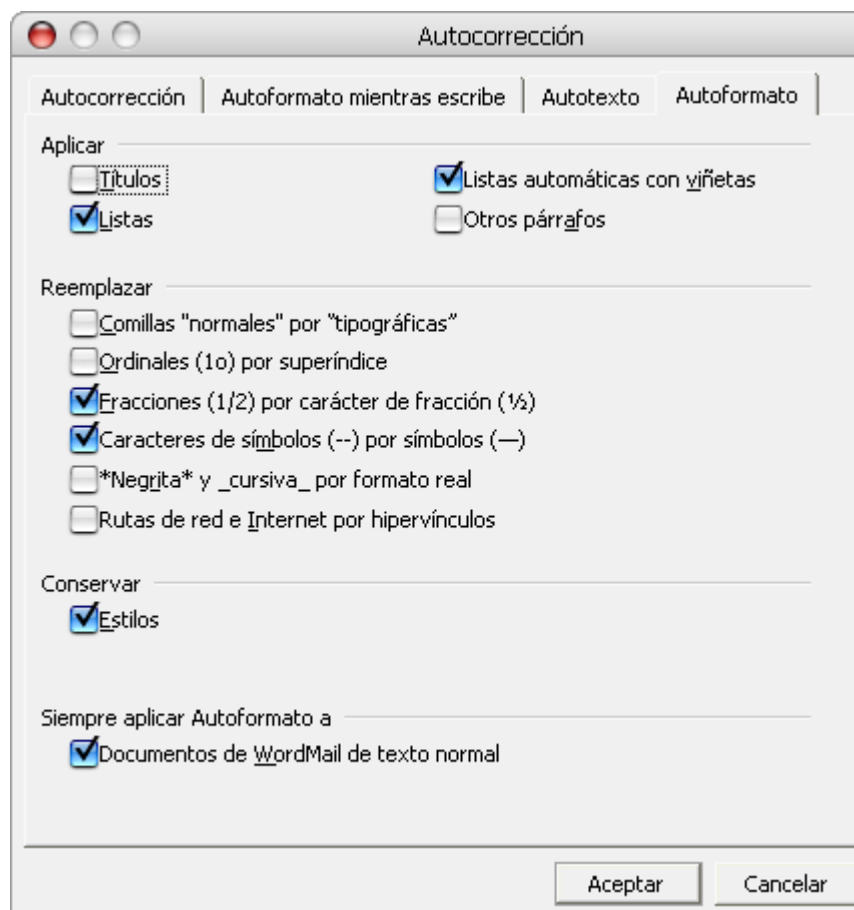 Autocorrección
Autocorrección Autoformato mientras escribe Autotexto Autoformato
Aplicar
Títulos Listas automáticas con viñetas
Listas Otros párrafos
Reemplazar
Comillas "normales" por “tipográficas”
Ordinales (1o) por superíndice
Fracciones (1/2) por carácter de fracción (½)
Caracteres de símbolos (--) por símbolos (—)
*Negrita* y _cursiva_ por formato real
Rutas de red e Internet por hipervínculos
Conservar
Estilos
Siempre aplicar Autoformato a
Documentos de WordMail de texto normal
Aceptar Cancelar